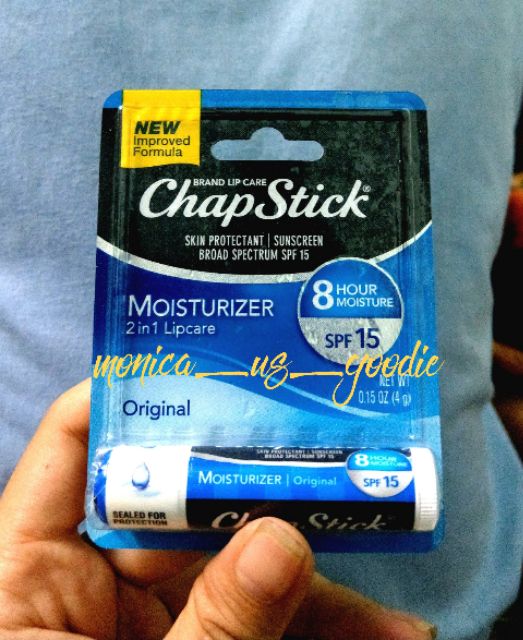 NEW
Improved
Formula
BRAND LIP CARE
ChapStick®
SKIN PROTECTANT | SUNSCREEN
BROAD SPECTRUM SPF 15
8 HOUR
MOISTURE
SPF 15
MOISTURIZER
2 in 1 Lipcare
monica__us__goodie
NET WT
0.15 OZ (4 g)
Original
SKIN PROTECTANT | SUNSCREEN
BROAD SPECTRUM SPF 15
8 HOUR
MOISTURE
SPF 15
MOISTURIZER | Original
SEALED FOR
PROTECTION
ChapStick